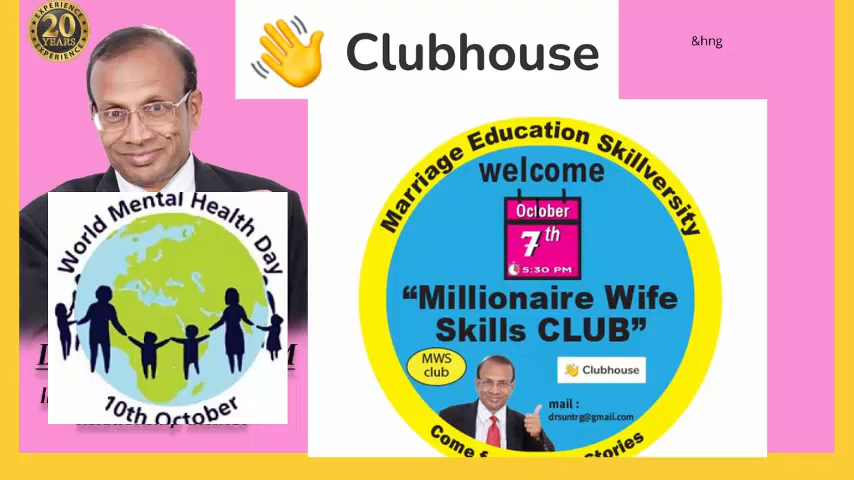 EXPERIENCE
20
YEARS
EXPERIENCE
Clubhouse
&hng
World Mental Health Day
10th October
Marriage Education Skillversity
welcome
October
7th
5:30 PM
“Millionaire Wife
Skills CLUB”
MWS
club
Clubhouse
mail :
drsuntrg@gmail.com
Come
tories